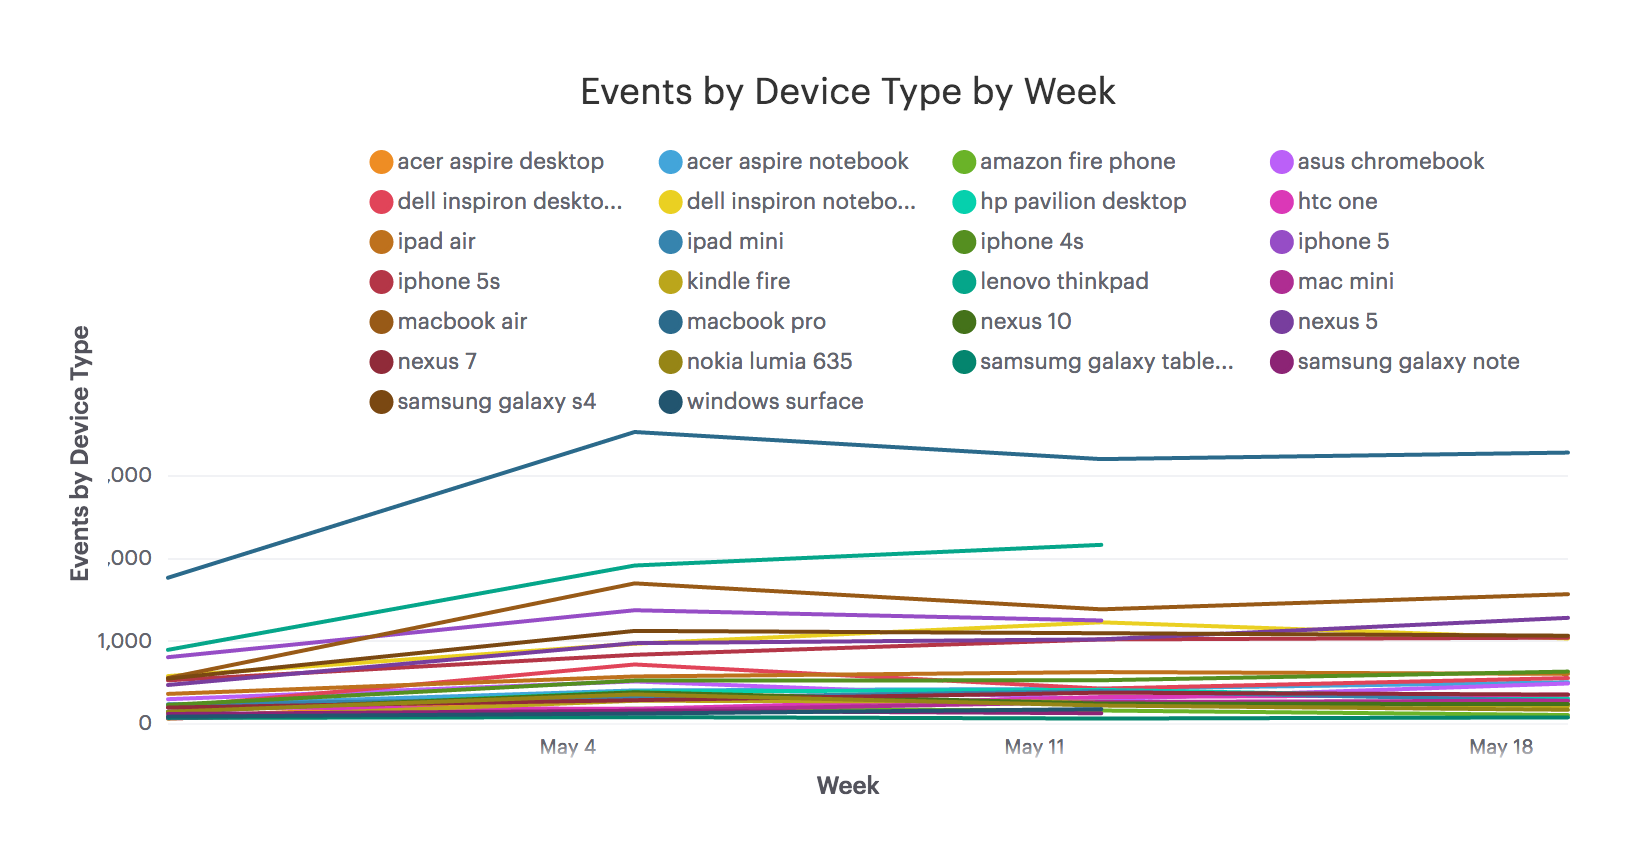 Events by Device Type by Week
acer aspire desktop acer aspire notebook amazon fire phone asus chromebook
dell inspiron deskto... dell inspiron notebo... hp pavilion desktop htc one
ipad air ipad mini iphone 4s iphone 5
iphone 5s kindle fire lenovo thinkpad mac mini
macbook air macbook pro nexus 10 nexus 5
nexus 7 nokia lumia 635 samsumg galaxy table... samsung galaxy note
samsung galaxy s4 windows surface
Events by Device Type
,000
,000
1,000
0
May 4 May 11 May 18
Week